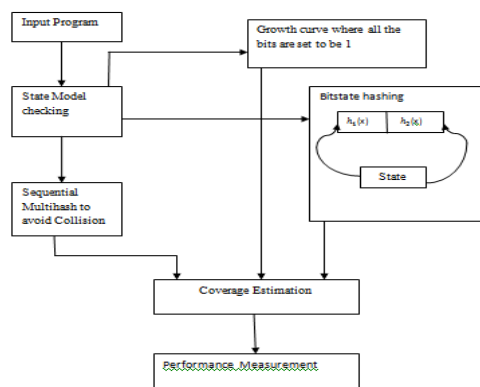 Input Program
Growth curve where all the
bits are set to be 1
State Model
checking
Bitstate hashing
h₁(x)
h₂(x)
State
Sequential
Multihash to
avoid Collision
Coverage Estimation
Performance Measurement